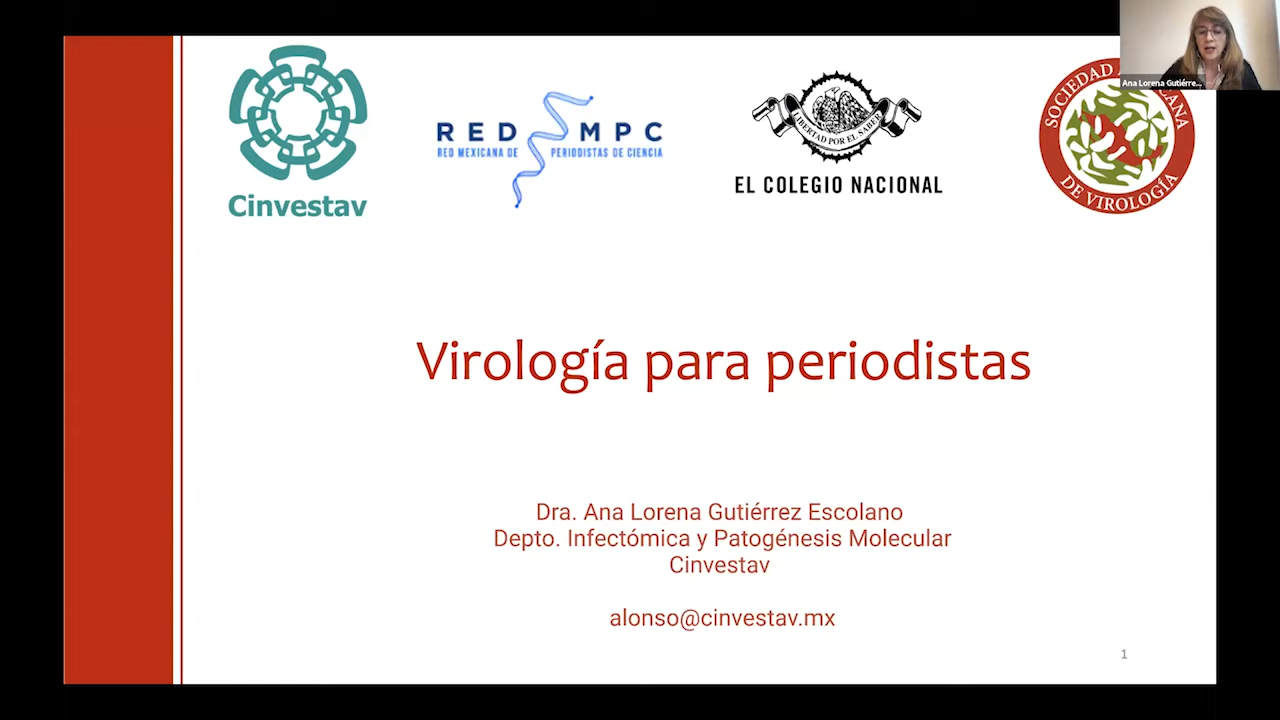 Ana Lorena Gutiérre...
Cinvestav
RED MPC
RED MEXICANA DE PERIODISTAS DE CIENCIA
LIBERTAD POR EL SABER
EL COLEGIO NACIONAL
SOCIEDAD
DE VIROLOGÍA
Virología para periodistas
Dra. Ana Lorena Gutiérrez Escolano
Depto. Infectómica y Patogénesis Molecular
Cinvestav
alonso@cinvestav.mx
1